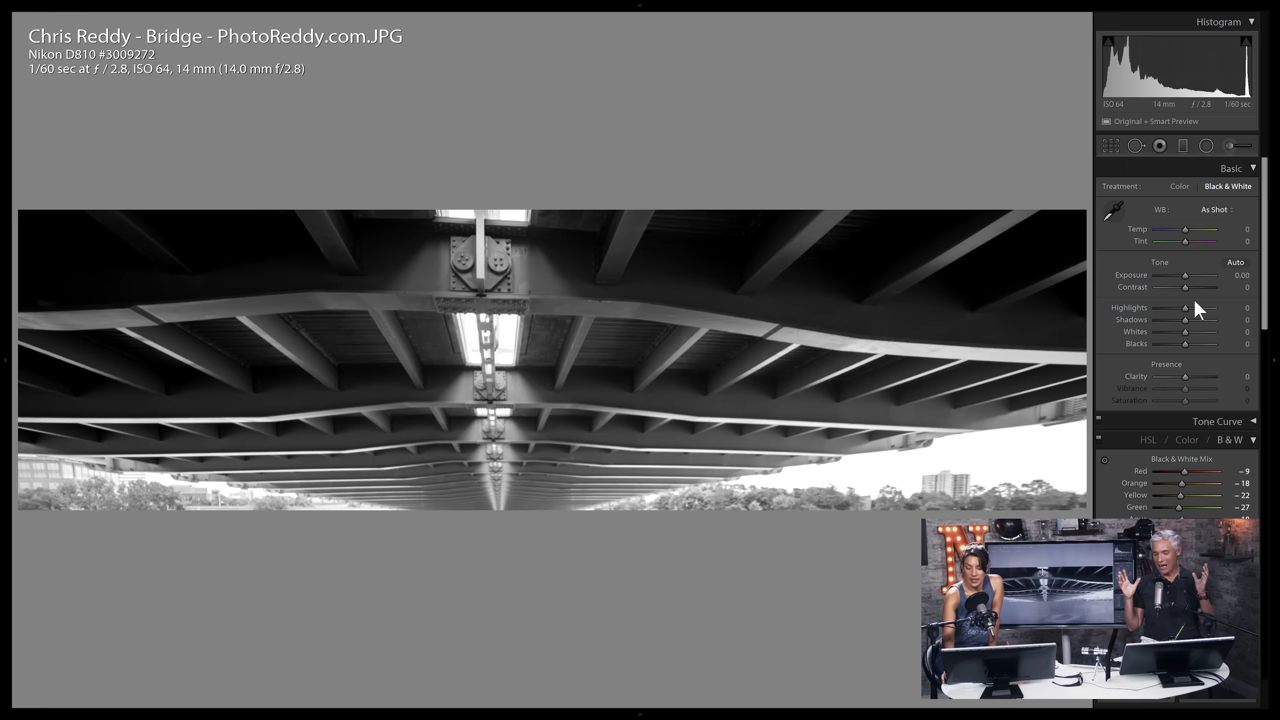 Chris Reddy - Bridge - PhotoReddy.com.JPG
Nikon D810 #3009272
1/60 sec at ƒ / 2.8, ISO 64, 14 mm (14.0 mm f/2.8)
Histogram
ISO 64 14 mm ƒ / 2.8 1/60 sec
Original + Smart Preview
Basic
Treatment : Color Black & White
WB : As Shot
Temp 0
Tint 0
Tone Auto
Exposure 0.00
Contrast 0
Highlights 0
Shadows 0
Whites 0
Blacks 0
Presence
Clarity 0
Vibrance 0
Saturation 0
Tone Curve
HSL / Color / B & W
Black & White Mix
Red – 9
Orange – 18
Yellow – 22
Green – 27
N